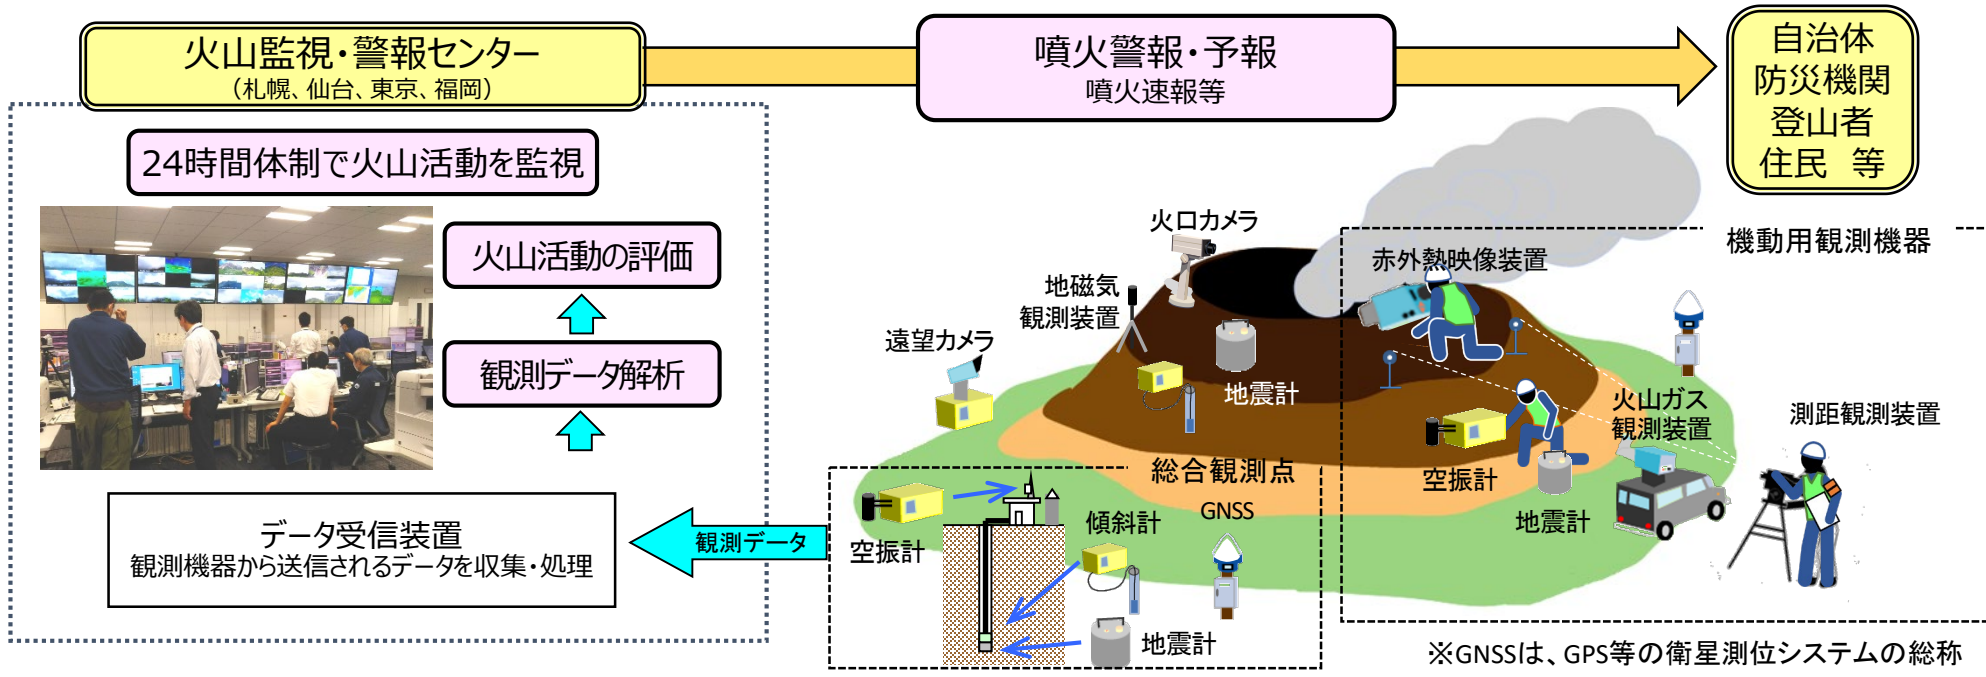 火山監視・警報センター
（札幌、仙台、東京、福岡）
噴火警報・予報
噴火速報等
自治体
防災機関
登山者
住民 等
24時間体制で火山活動を監視
火山活動の評価
観測データ解析
データ受信装置
観測機器から送信されるデータを収集・処理
観測データ
火口カメラ
地磁気
観測装置
遠望カメラ
地震計
赤外熱映像装置
機動用観測機器
火山ガス
観測装置
測距観測装置
空振計
地震計
総合観測点
GNSS
傾斜計
空振計
地震計
※GNSSは、GPS等の衛星測位システムの総称